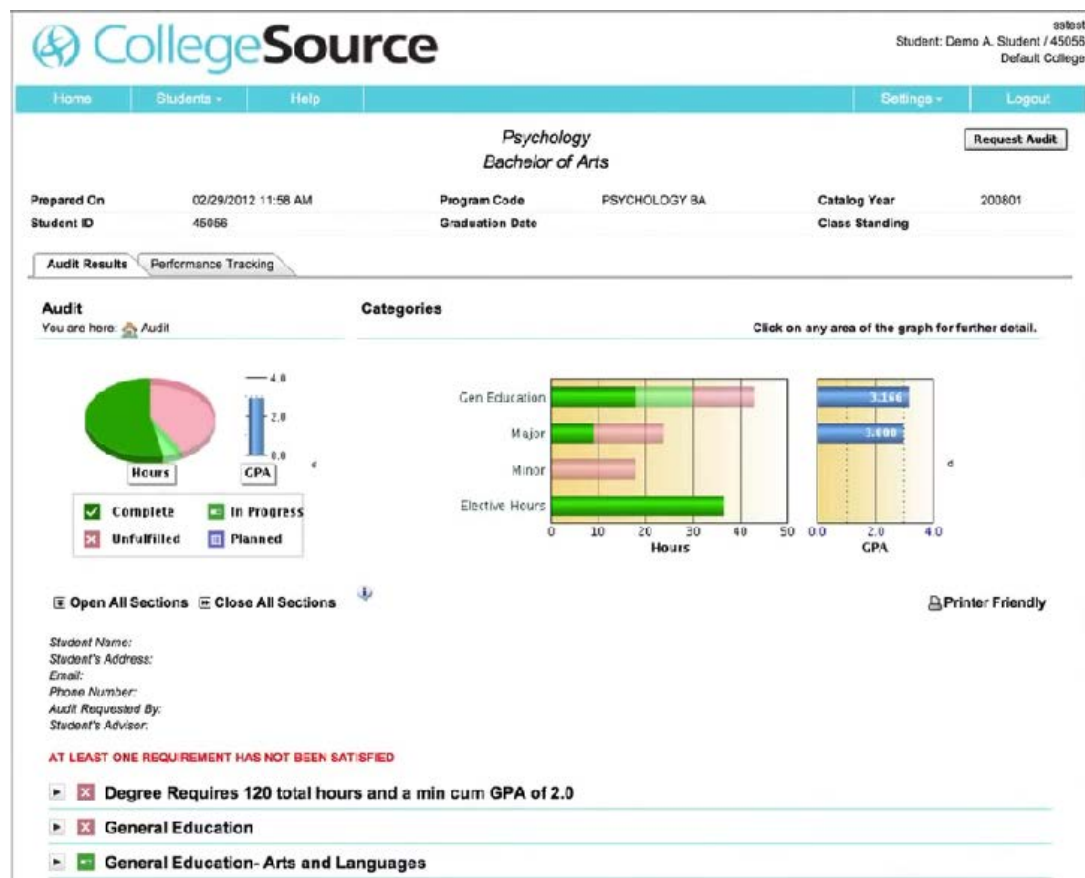 CollegeSource
sstest
Student: Demo A. Student / 45056
Default College
Home Students Help Settings Logout
Psychology
Bachelor of Arts
Request Audit
Prepared On 02/29/2012 11:58 AM Program Code PSYCHOLOGY BA Catalog Year 200801
Student ID 45056 Graduation Date Class Standing
Audit Results Performance Tracking
Audit
You are here: Audit
Categories
Click on any area of the graph for further detail.
4.0
2.0
0.0
Hours GPA
Complete In Progress
Unfulfilled Planned
Gen Education 3.166
Major 3.000
Minor
Elective Hours
0 10 20 30 40 50 0.0 2.0 4.0
Hours GPA
Open All Sections Close All Sections
Printer Friendly
Student Name:
Student's Address:
Email:
Phone Number:
Audit Requested By:
Student's Advisor:
AT LEAST ONE REQUIREMENT HAS NOT BEEN SATISFIED
Degree Requires 120 total hours and a min cum GPA of 2.0
General Education
General Education- Arts and Languages